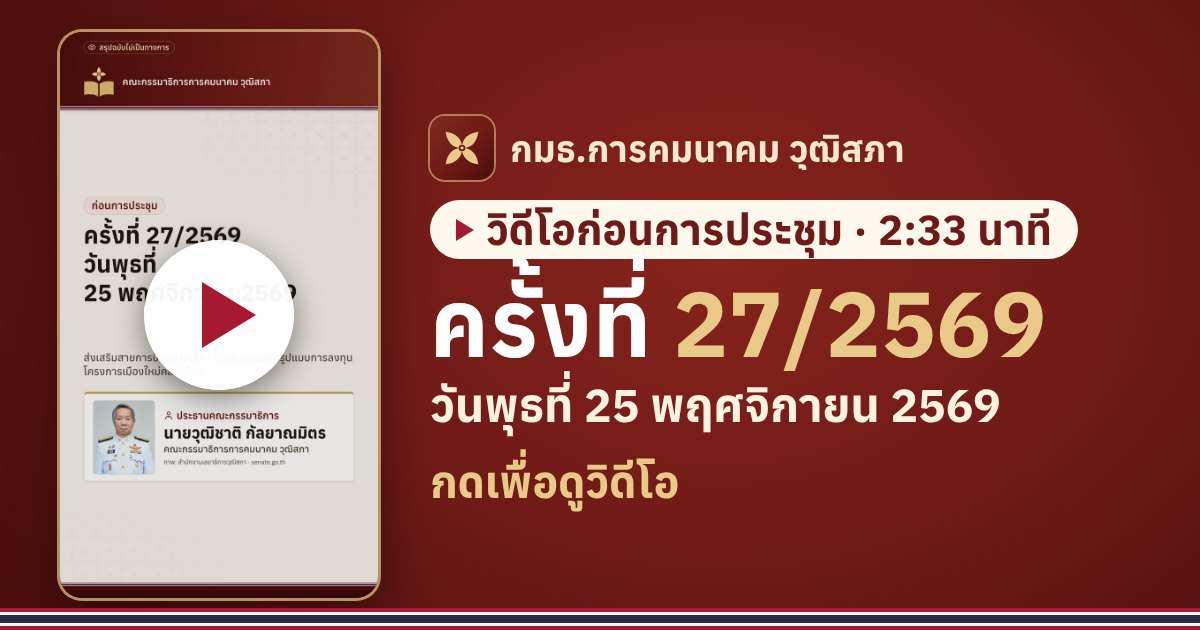 สรุปฉบับไม่เป็นทางการ
คณะกรรมาธิการการคมนาคม วุฒิสภา
ก่อนการประชุม
ครั้งที่ 27/2569
วันพุธที่
25
2569
ส่งเสริมสายการบิน รูปแบบการลงทุน
โครงการเมืองใหม่
ประธานคณะกรรมาธิการ
นายวุฒิชาติ กัลยาณมิตร
คณะกรรมาธิการการคมนาคม วุฒิสภา
ภาพ: สำนักงานเลขาธิการวุฒิสภา · senate.go.th
กมธ.การคมนาคม วุฒิสภา
วิดีโอก่อนการประชุม · 2:33 นาที
ครั้งที่ 27/2569
วันพุธที่ 25 พฤศจิกายน 2569
กดเพื่อดูวิดีโอ